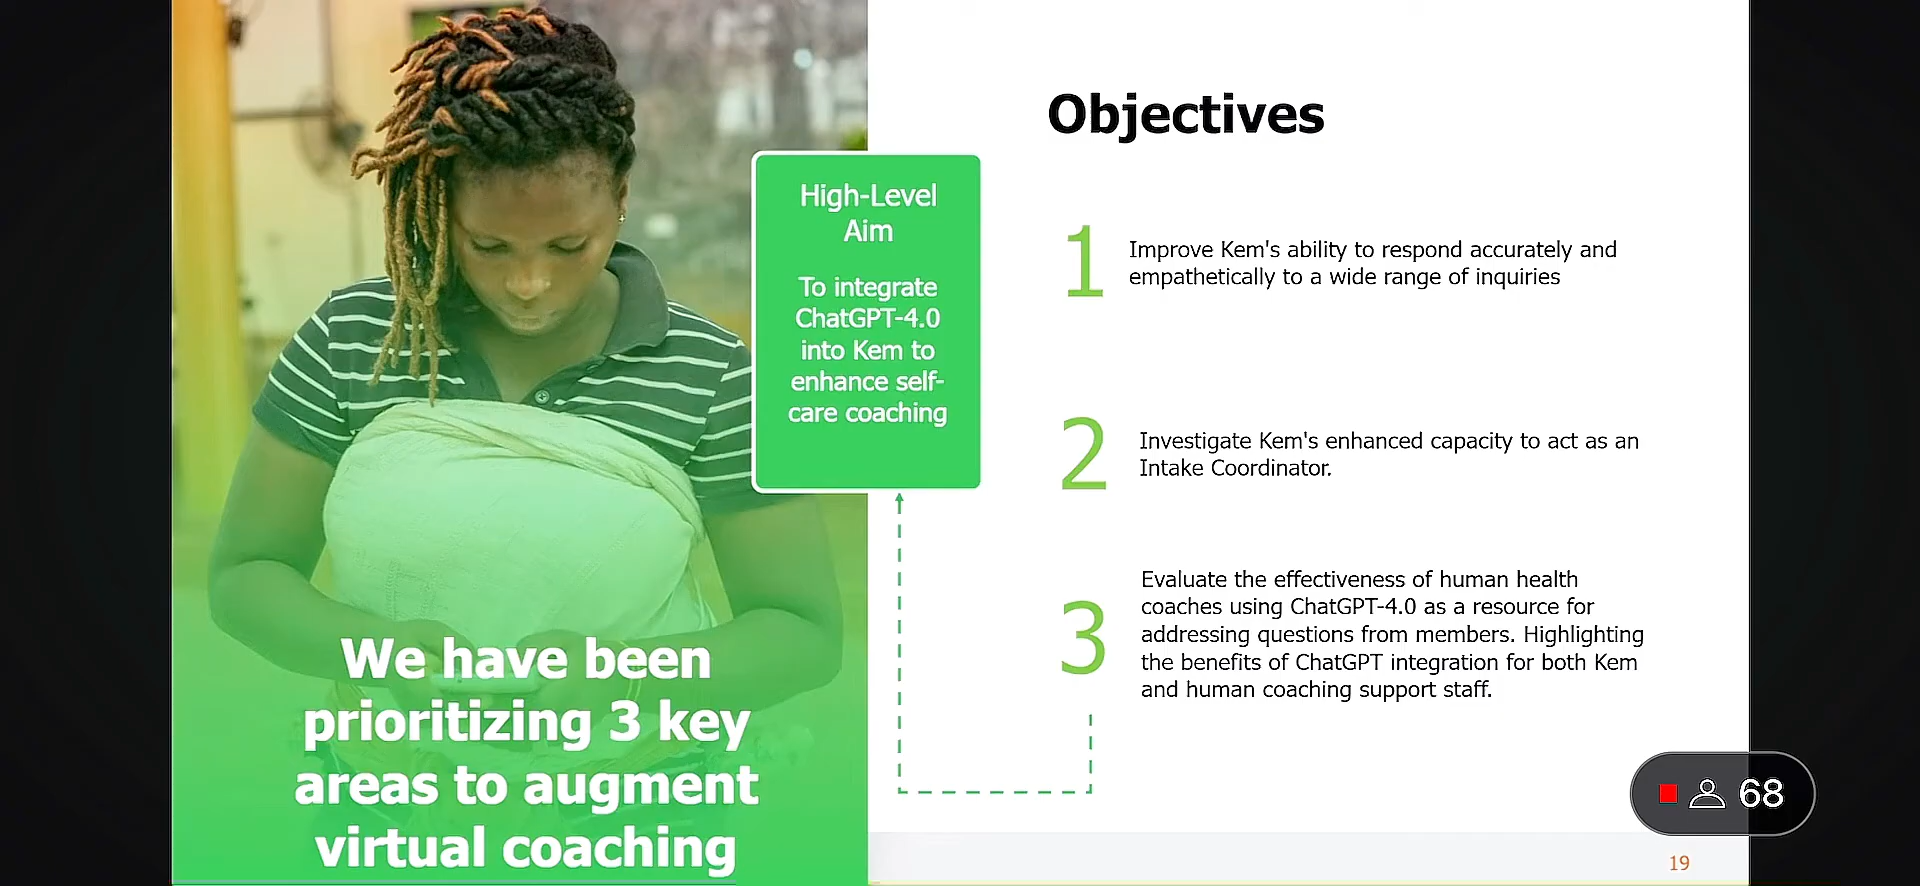 We have been
prioritizing 3 key
areas to augment
virtual coaching
High-Level
Aim
To integrate
ChatGPT-4.0
into Kem to
enhance self-
care coaching
Objectives
1
Improve Kem's ability to respond accurately and
empathetically to a wide range of inquiries
2
Investigate Kem's enhanced capacity to act as an
Intake Coordinator.
3
Evaluate the effectiveness of human health
coaches using ChatGPT-4.0 as a resource for
addressing questions from members. Highlighting
the benefits of ChatGPT integration for both Kem
and human coaching support staff.
68
19